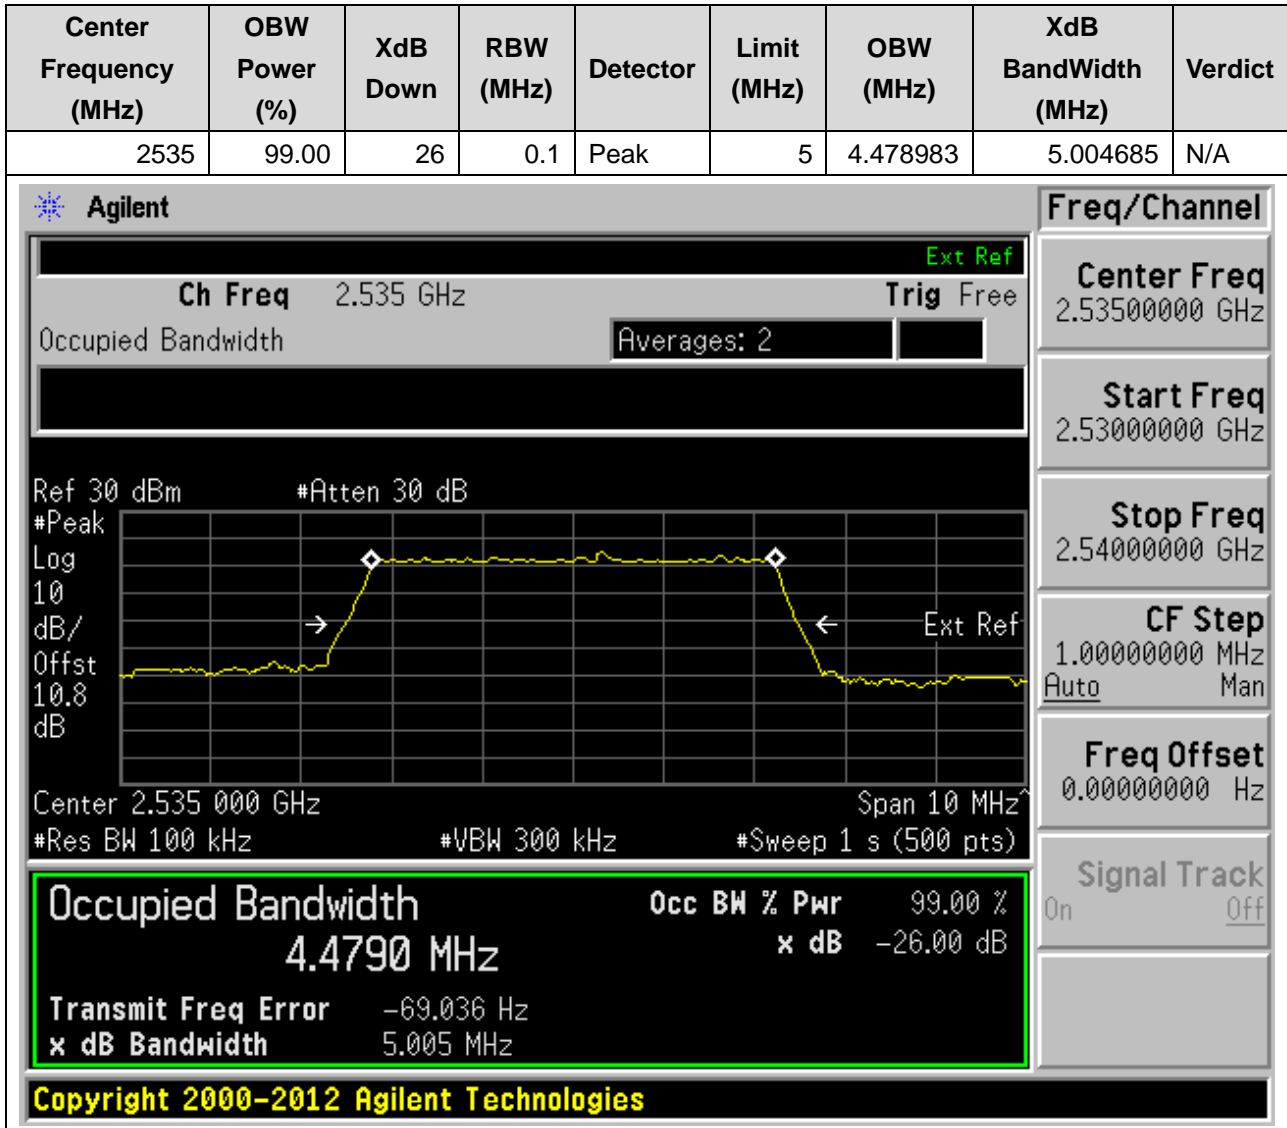 Center Frequency (MHz) OBW Power (%) XdB Down RBW (MHz) Detector Limit (MHz) OBW (MHz) XdB BandWidth (MHz) Verdict
2535 99.00 26 0.1 Peak 5 4.478983 5.004685 N/A
Agilent
Freq/Channel
Ext Ref
Ch Freq 2.535 GHz Trig Free
Occupied Bandwidth Averages: 2
Ref 30 dBm #Atten 30 dB
#Peak
Log
10
dB/
Offst
10.8
dB
Ext Ref
Center 2.535 000 GHz Span 10 MHz^
#Res BW 100 kHz #VBW 300 kHz #Sweep 1 s (500 pts)
Occupied Bandwidth
4.4790 MHz
Occ BW % Pwr 99.00 %
x dB -26.00 dB
Transmit Freq Error -69.036 Hz
x dB Bandwidth 5.005 MHz
Center Freq
2.53500000 GHz
Start Freq
2.53000000 GHz
Stop Freq
2.54000000 GHz
CF Step
1.00000000 MHz
Auto Man
Freq Offset
0.00000000 Hz
Signal Track
On Off
Copyright 2000-2012 Agilent Technologies